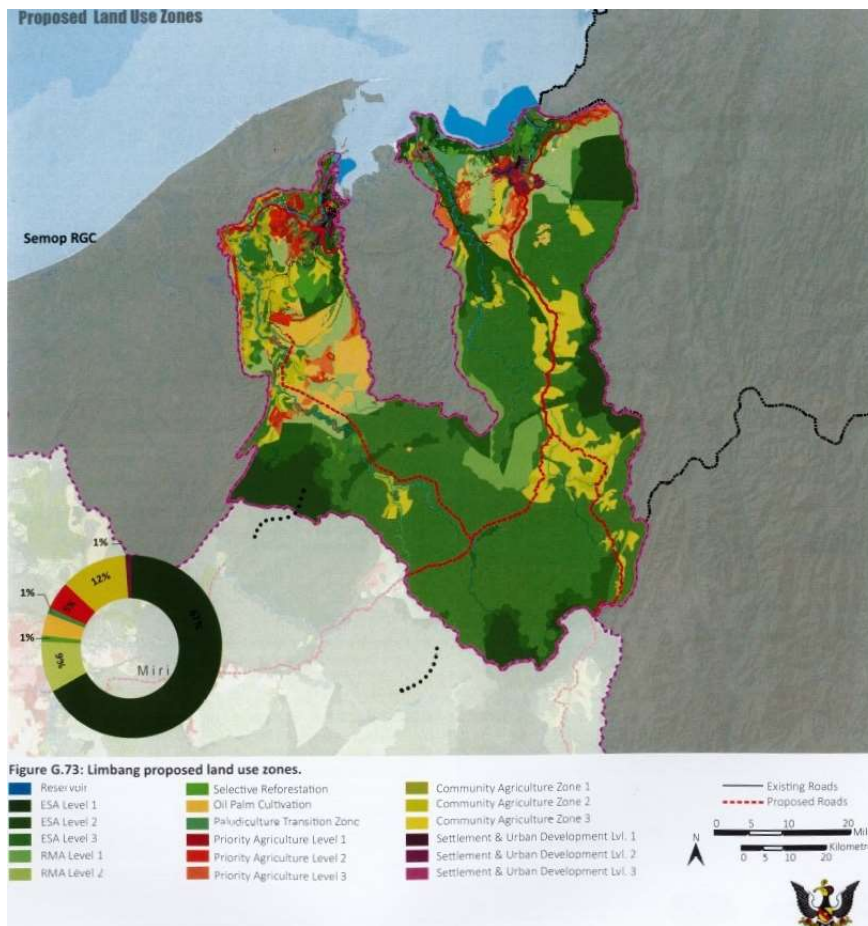 Proposed Land Use Zones
Semop RGC
1%
12%
67%
1%
1%
9%
Miri
Figure G.73: Limbang proposed land use zones.
Reservoir
ESA Level 1
ESA Level 2
ESA Level 3
RMA Level 1
RMA Level 2
Selective Reforestation
Oil Palm Cultivation
Paludiculture Transition Zone
Priority Agriculture Level 1
Priority Agriculture Level 2
Priority Agriculture Level 3
Community Agriculture Zone 1
Community Agriculture Zone 2
Community Agriculture Zone 3
Settlement & Urban Development Lvl. 1
Settlement & Urban Development Lvl. 2
Settlement & Urban Development Lvl. 3
Existing Roads
Proposed Roads
N
0 5 10 20
Mil
Kilometre
0 5 10 20